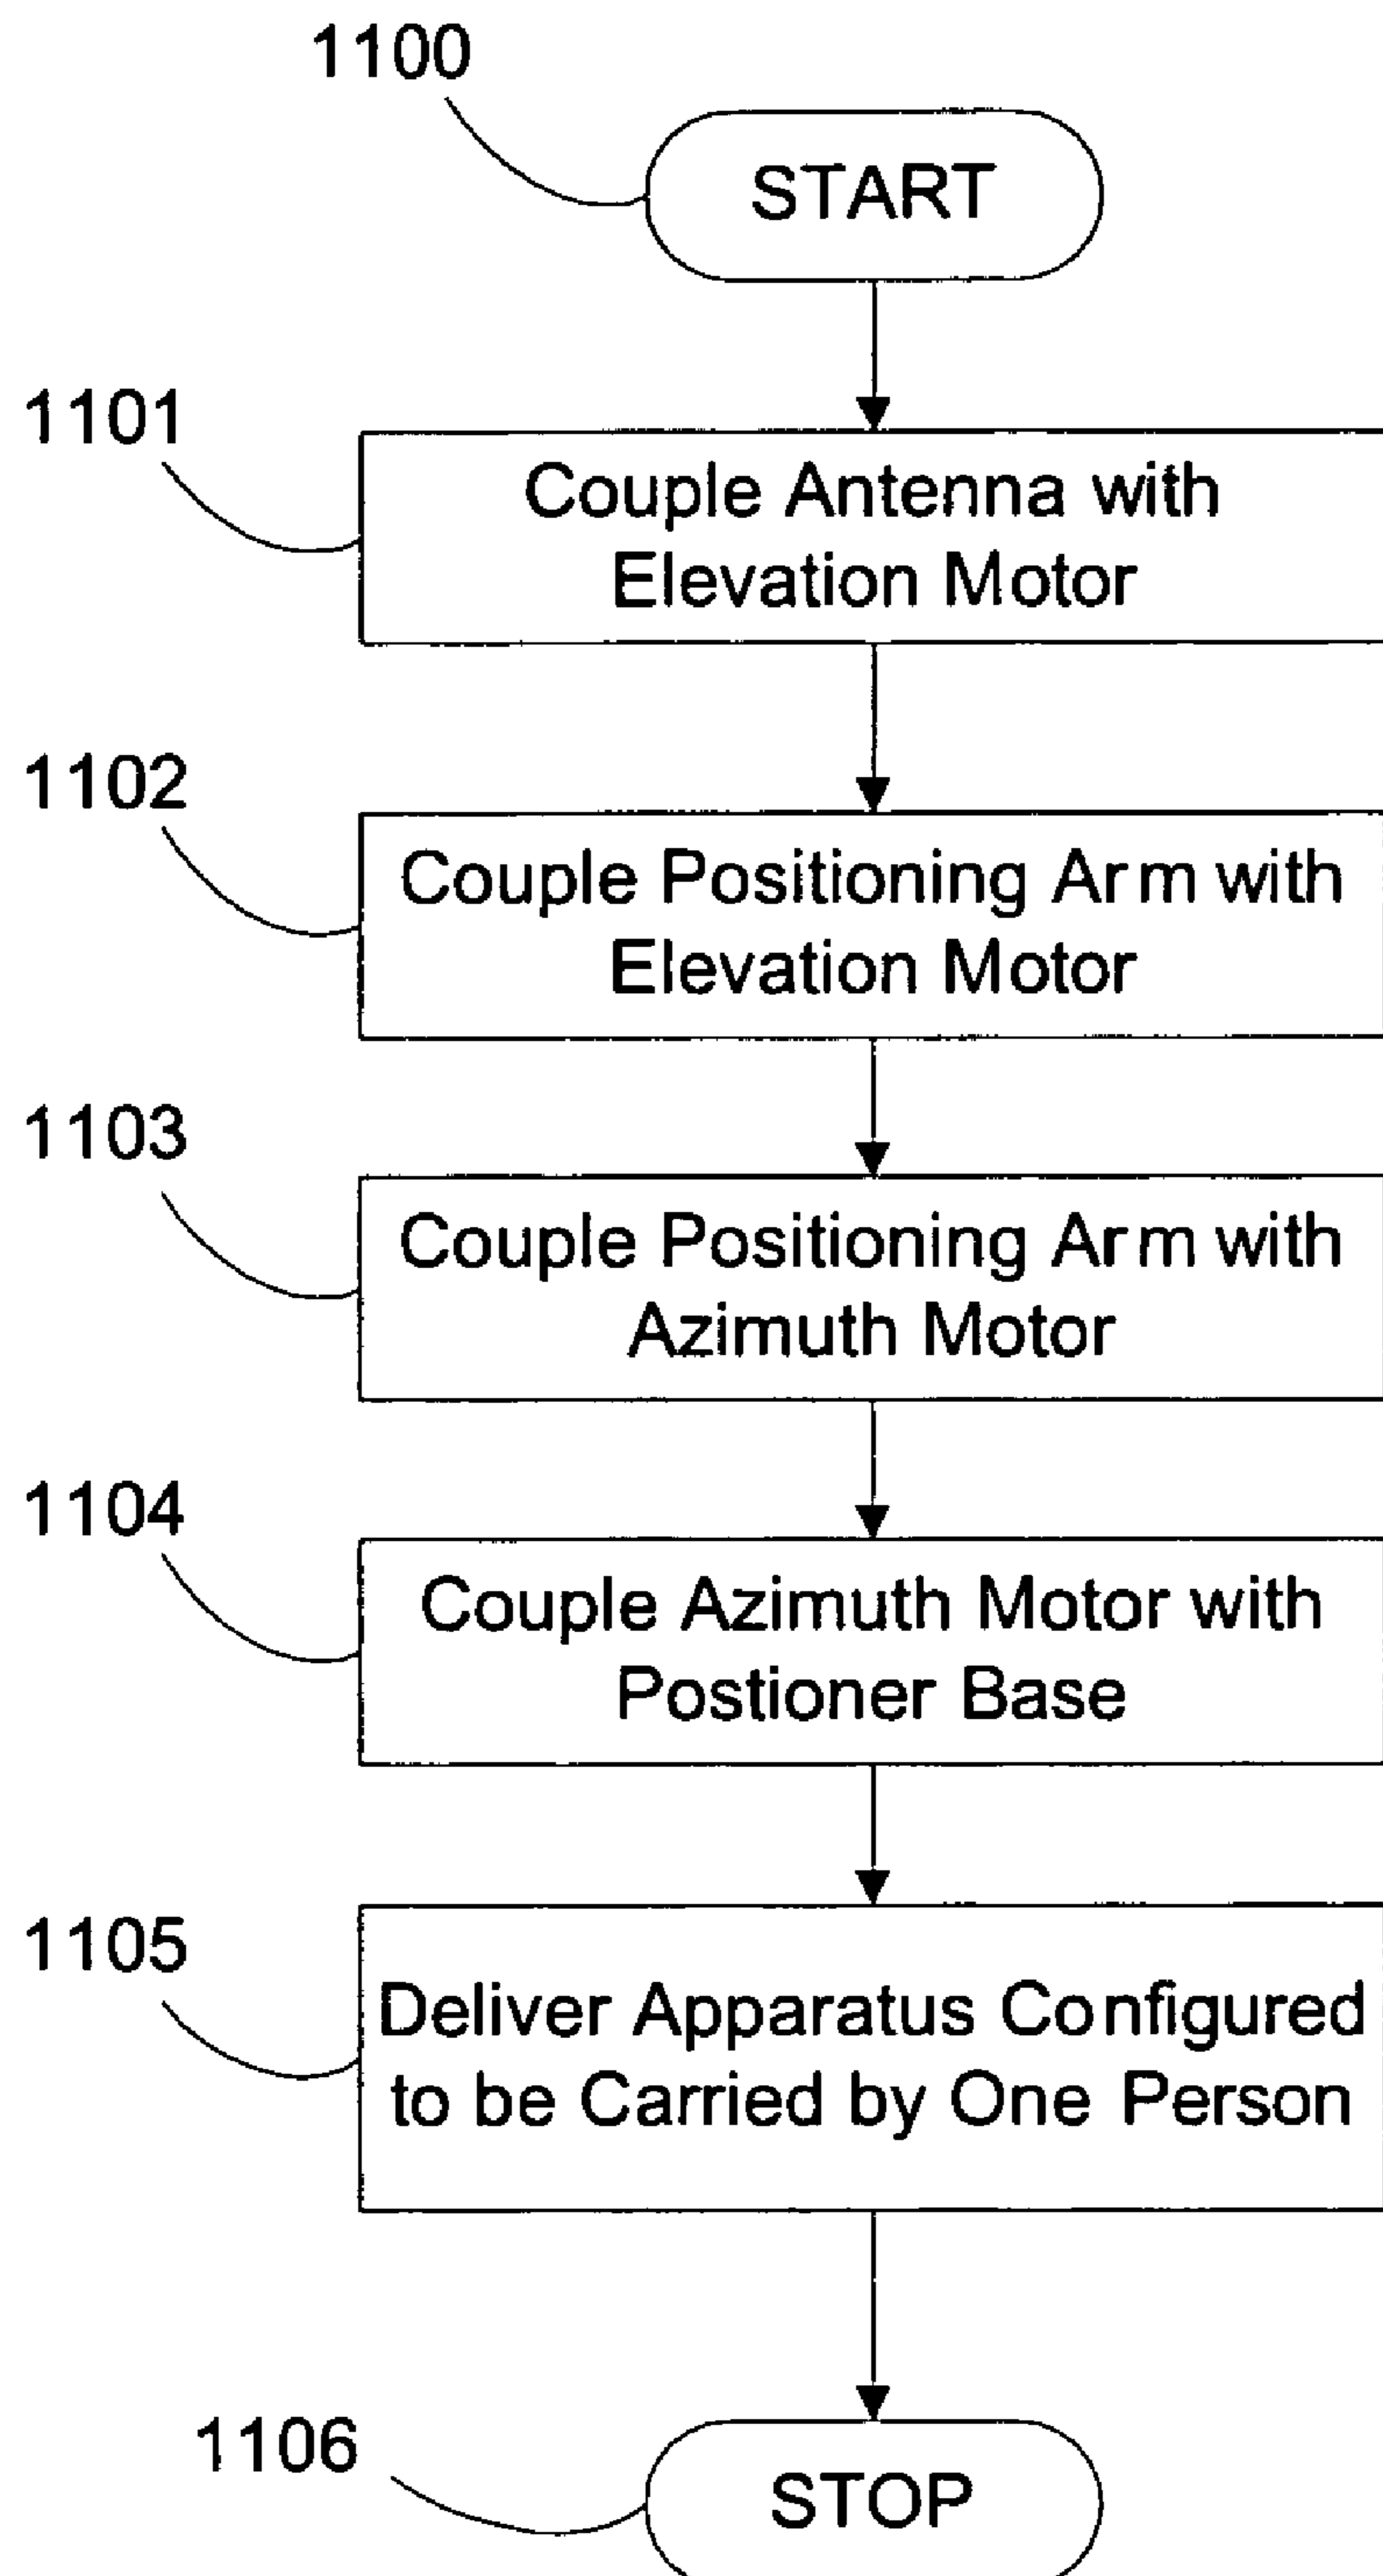 1100
START
1101
Couple Antenna with
Elevation Motor
1102
Couple Positioning Arm with
Elevation Motor
1103
Couple Positioning Arm with
Azimuth Motor
1104
Couple Azimuth Motor with
Postioner Base
1105
Deliver Apparatus Configured
to be Carried by One Person
1106
STOP